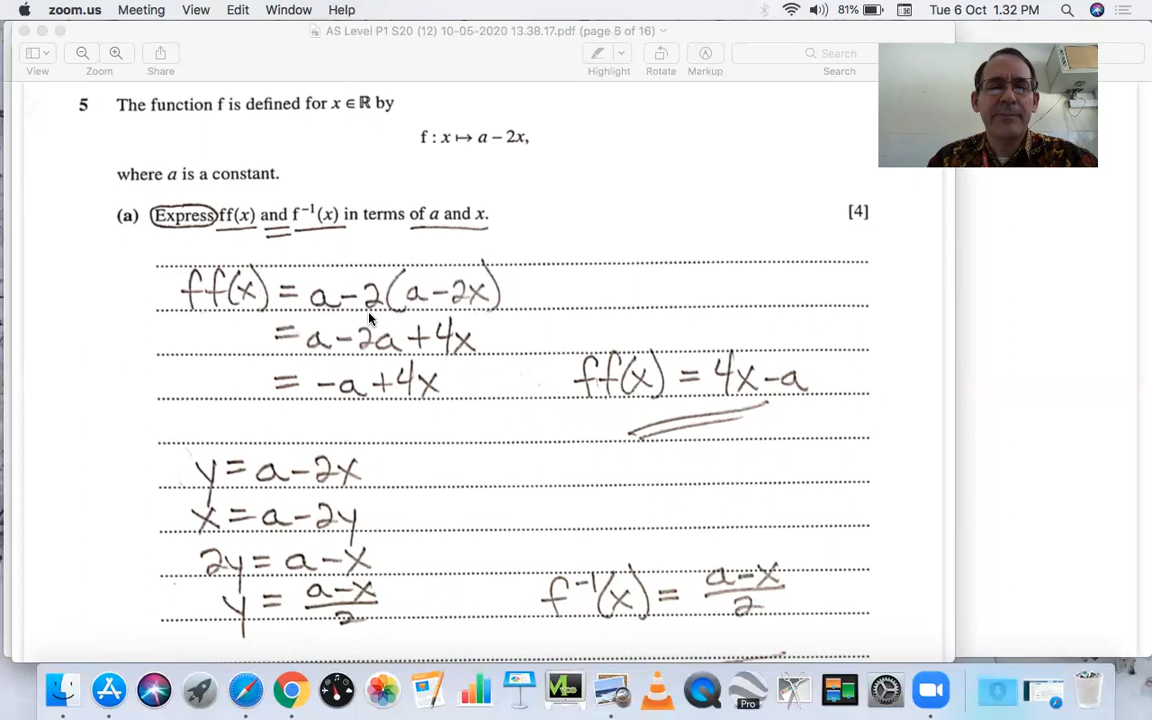 zoom.us Meeting View Edit Window Help 81% Tue 6 Oct 1.32 PM
AS Level P1 S20 (12) 10-05-2020 13.38.17.pdf (page 8 of 16)
View Zoom Share Highlight Rotate Markup Search
Search
5 The function f is defined for x ∈ ℝ by
f : x ↦ a − 2x,
where a is a constant.
(a) Express ff(x) and f⁻¹(x) in terms of a and x. [4]
ff(x) = a-2(a-2x)
= a-2a+4x
= -a+4x ff(x) = 4x-a
y = a-2x
x = a-2y
2y = a-x
y = (a-x)/2 f⁻¹(x) = (a-x)/2
Pro